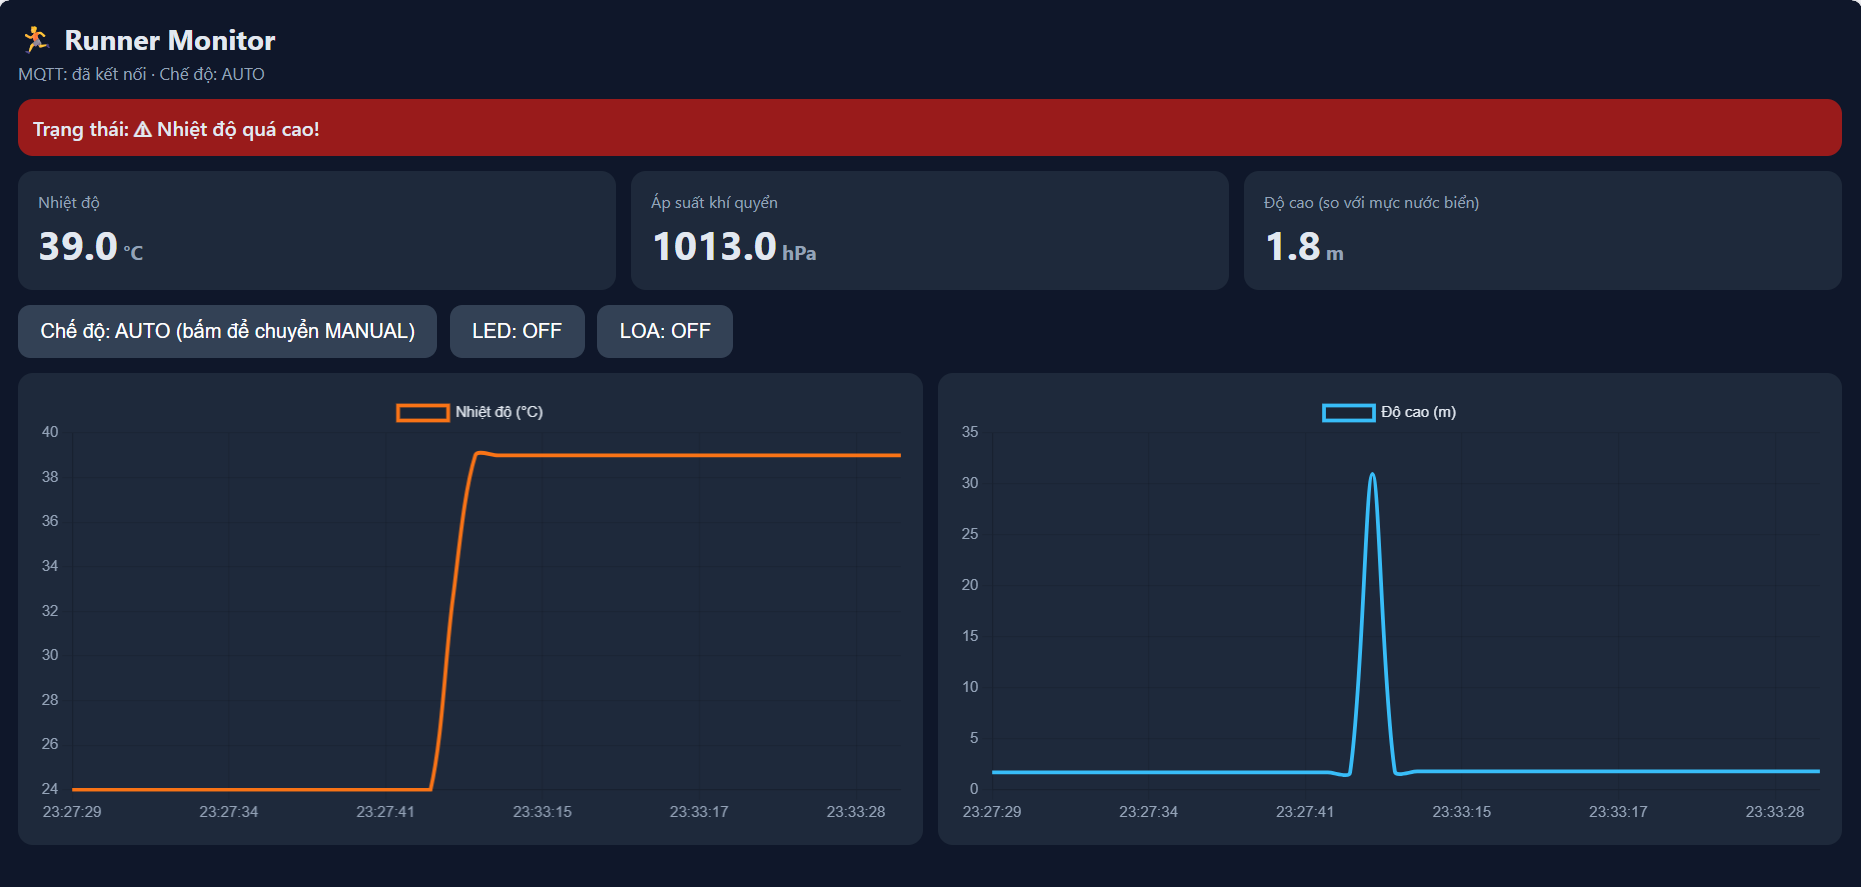 Runner Monitor
MQTT: đã kết nối · Chế độ: AUTO
Trạng thái: ⚠ Nhiệt độ quá cao!
Nhiệt độ
39.0 °C
Áp suất khí quyển
1013.0 hPa
Độ cao (so với mực nước biển)
1.8 m
Chế độ: AUTO (bấm để chuyển MANUAL)
LED: OFF
LOA: OFF
Nhiệt độ (°C)
40
38
36
34
32
30
28
26
24
23:27:29
23:27:34
23:27:41
23:33:15
23:33:17
23:33:28
Độ cao (m)
35
30
25
20
15
10
5
0
23:27:29
23:27:34
23:27:41
23:33:15
23:33:17
23:33:28